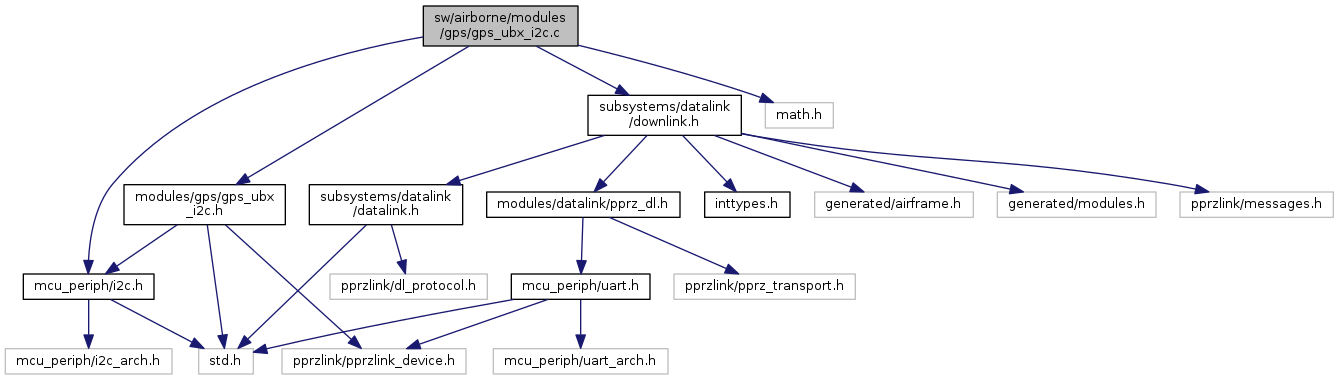 sw/airborne/modules
/gps/gps_ubx_i2c.c
subsystems/datalink
/downlink.h
math.h
modules/gps/gps_ubx
_i2c.h
subsystems/datalink
/datalink.h
modules/datalink/pprz_dl.h
inttypes.h
generated/airframe.h
generated/modules.h
pprzlink/messages.h
mcu_periph/i2c.h
pprzlink/dl_protocol.h
mcu_periph/uart.h
pprzlink/pprz_transport.h
mcu_periph/i2c_arch.h
std.h
pprzlink/pprzlink_device.h
mcu_periph/uart_arch.h